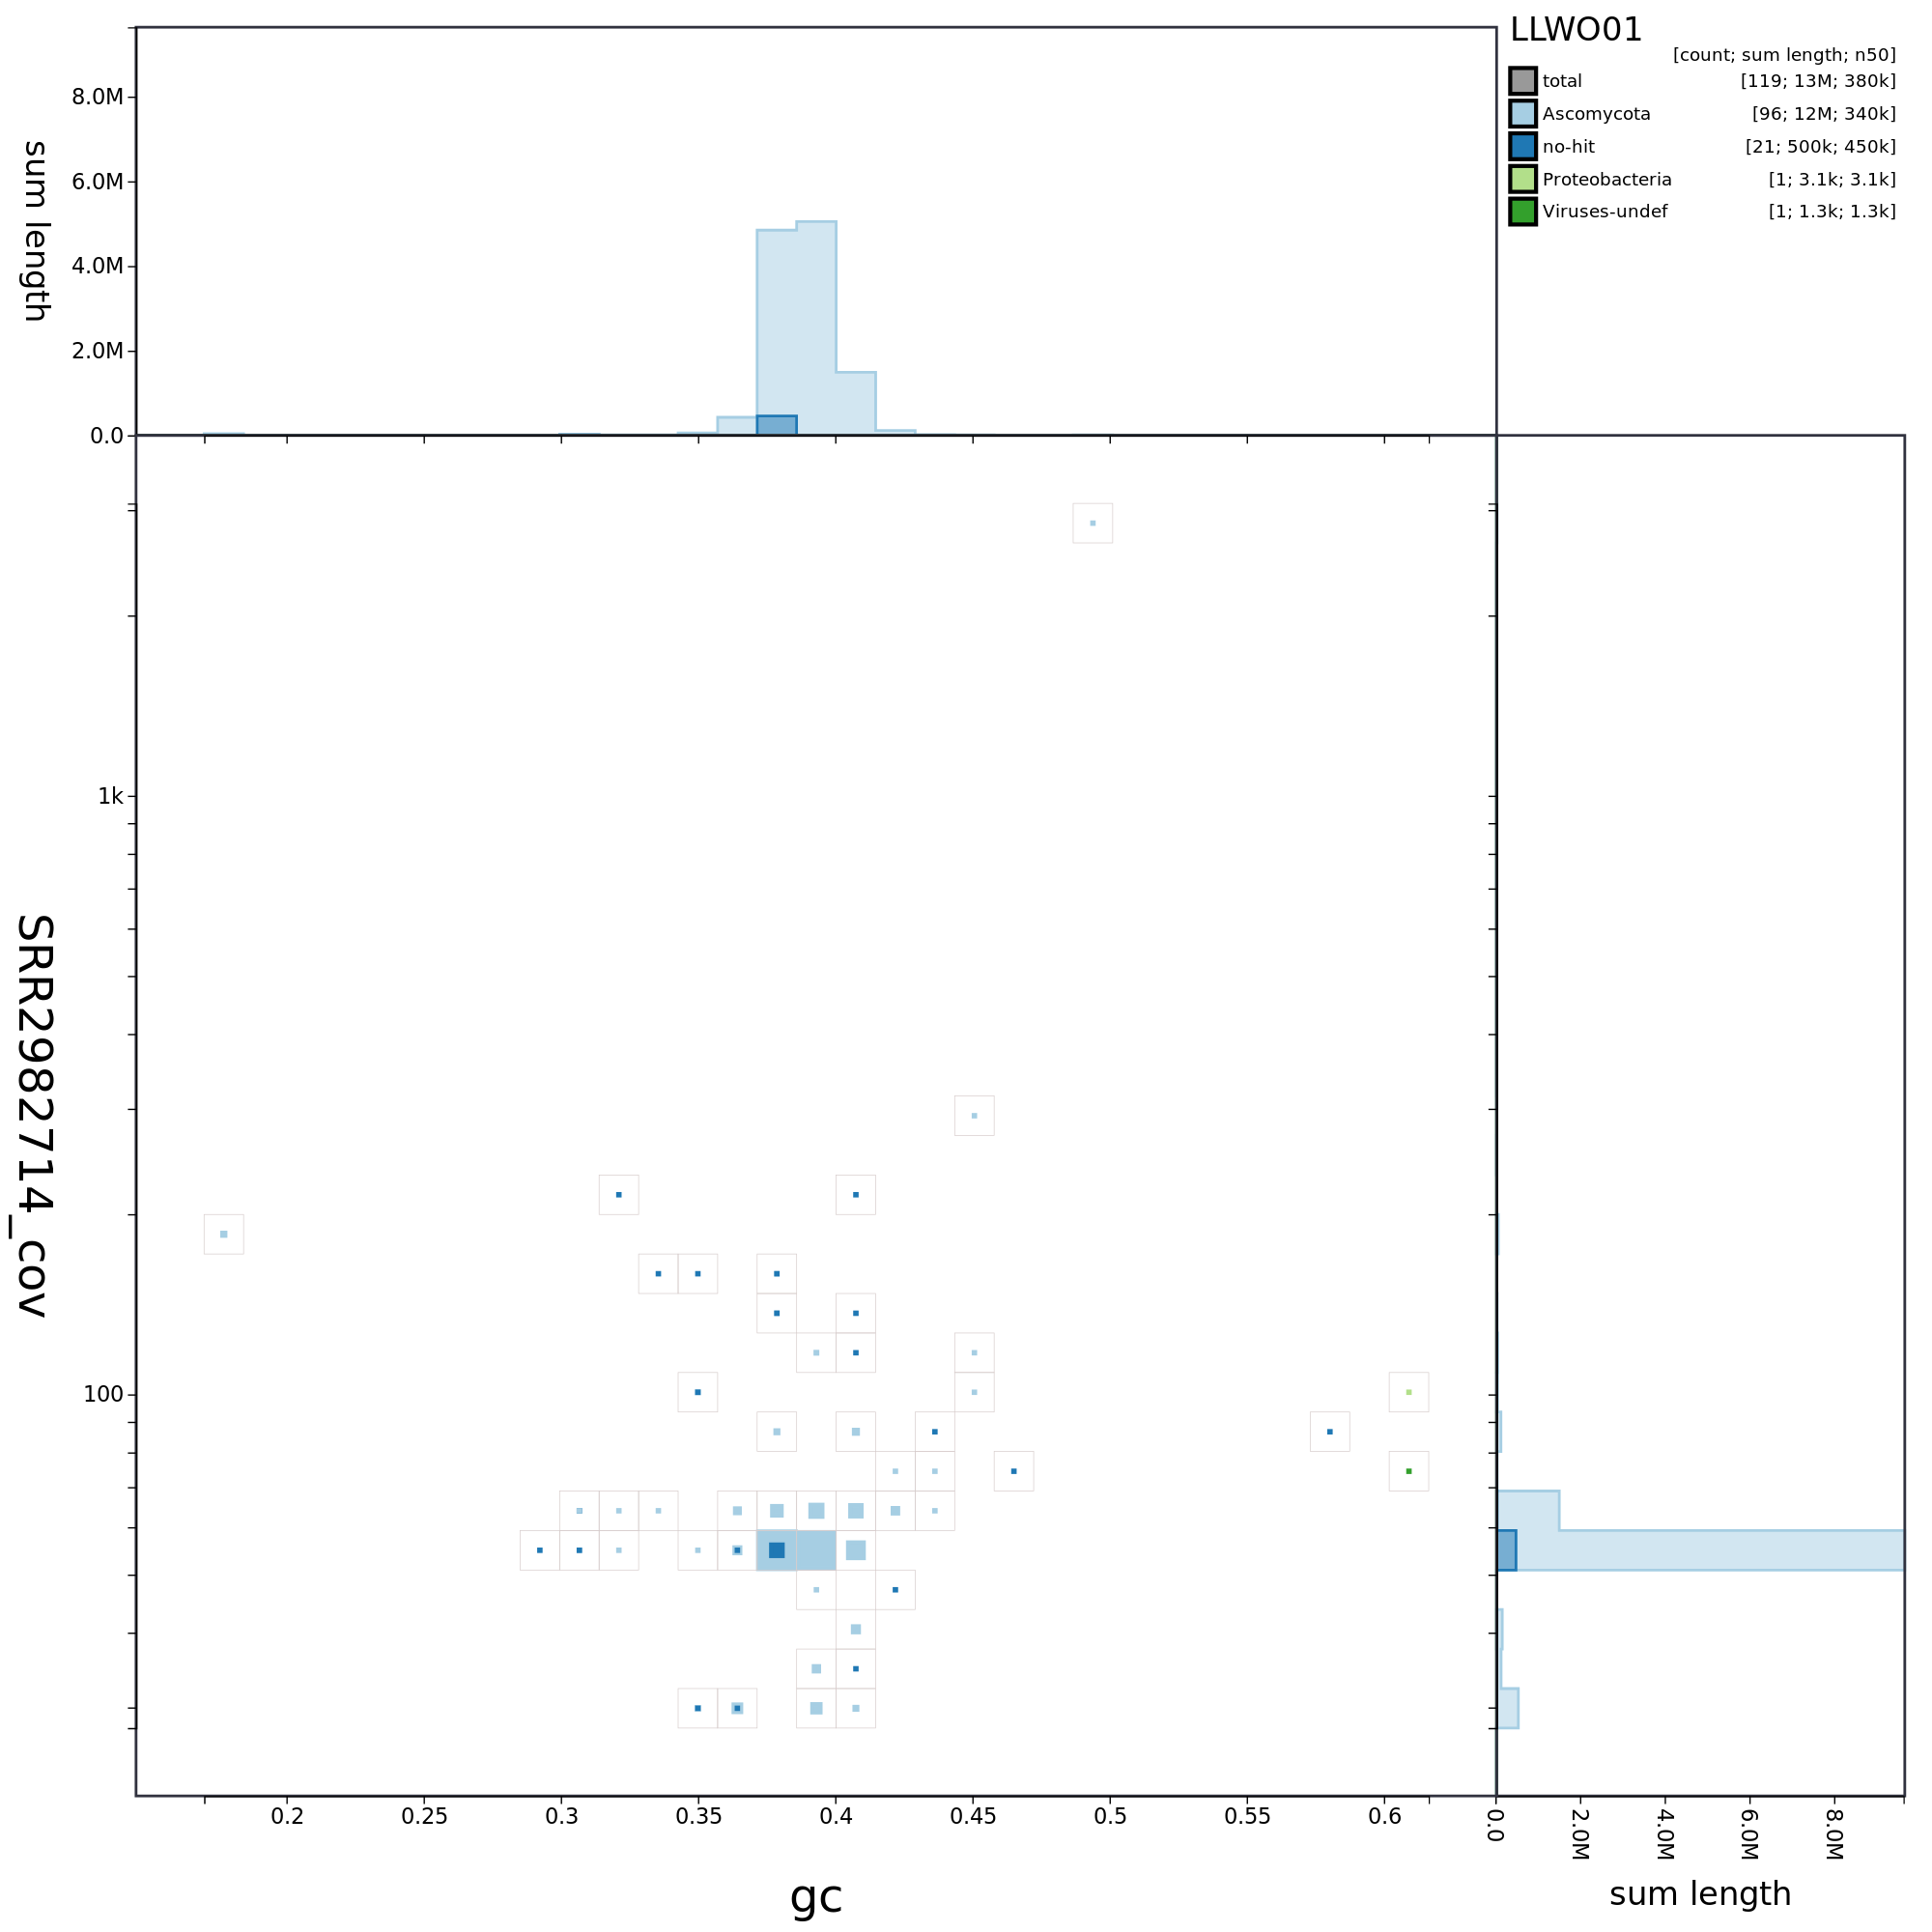 LLWO01
[count; sum length; n50]
total [119; 13M; 380k]
Ascomycota [96; 12M; 340k]
no-hit [21; 500k; 450k]
Proteobacteria [1; 3.1k; 3.1k]
Viruses-undef [1; 1.3k; 1.3k]
sum length
8.0M
6.0M
4.0M
2.0M
0.0
SRR2982714_cov
1k
100
0.2 0.25 0.3 0.35 0.4 0.45 0.5 0.55 0.6
gc
0.0 2.0M 4.0M 6.0M 8.0M
sum length